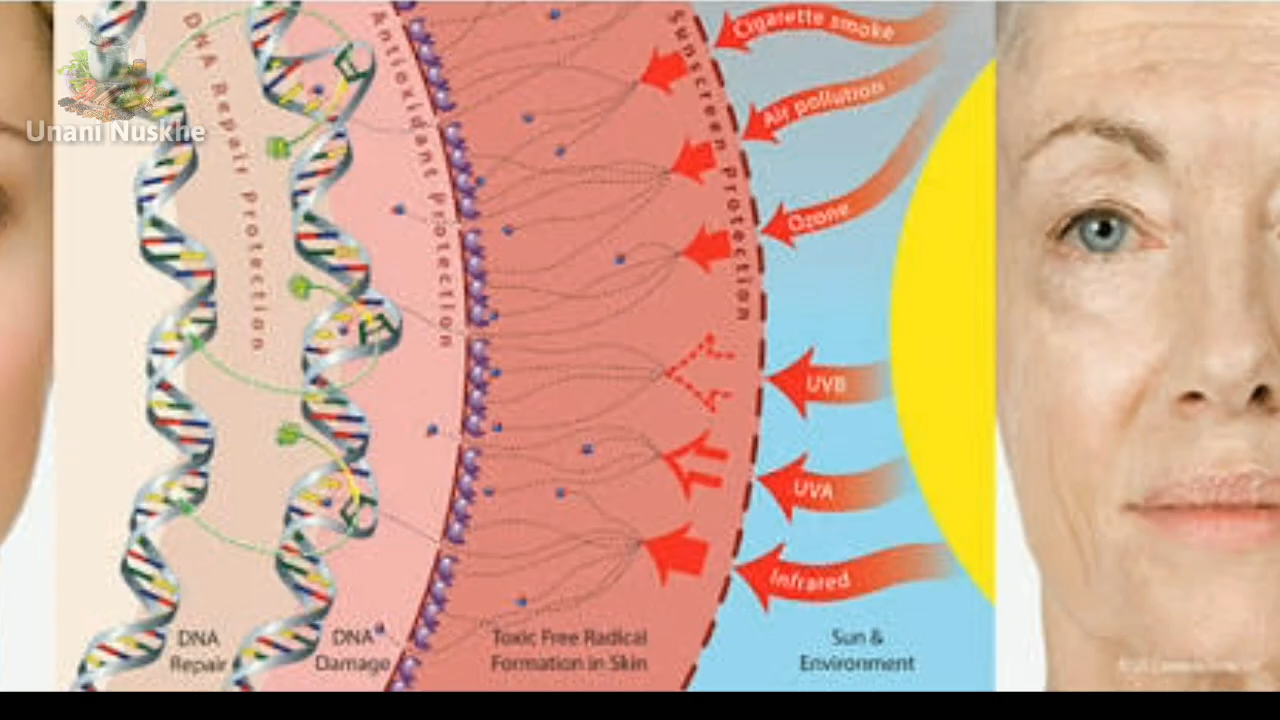 Unani Nuskhe
DNA Repair Protection
Antioxidant Protection
Sunscreen Protection
Cigarette smoke
Air pollution
Ozone
UVB
UVA
Infrared
DNA
Repair
DNA
Damage
Toxic Free Radical
Formation in Skin
Sun &
Environment